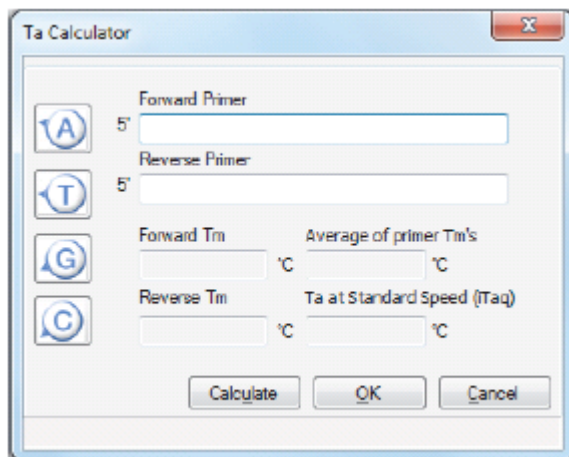 Ta Calculator
Forward Primer
A
5'
Reverse Primer
T
5'
Forward Tm
Average of primer Tm's
G
°C
°C
Reverse Tm
Ta at Standard Speed (iTaq)
C
°C
°C
Calculate
OK
Cancel